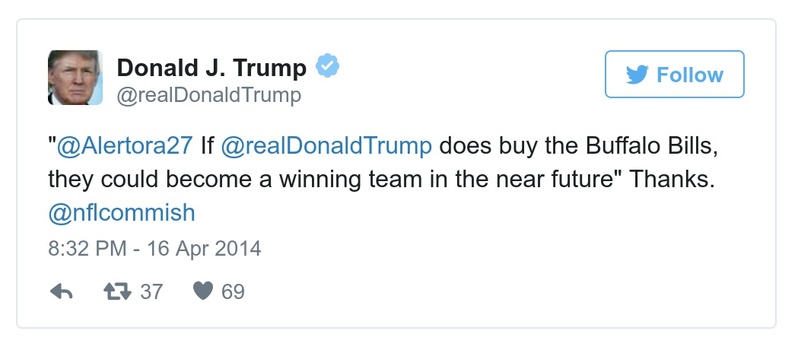 Donald J. Trump
@realDonaldTrump
Follow
"@Alertora27 If @realDonaldTrump does buy the Buffalo Bills,
they could become a winning team in the near future" Thanks.
@nflcommish
8:32 PM - 16 Apr 2014
37 69